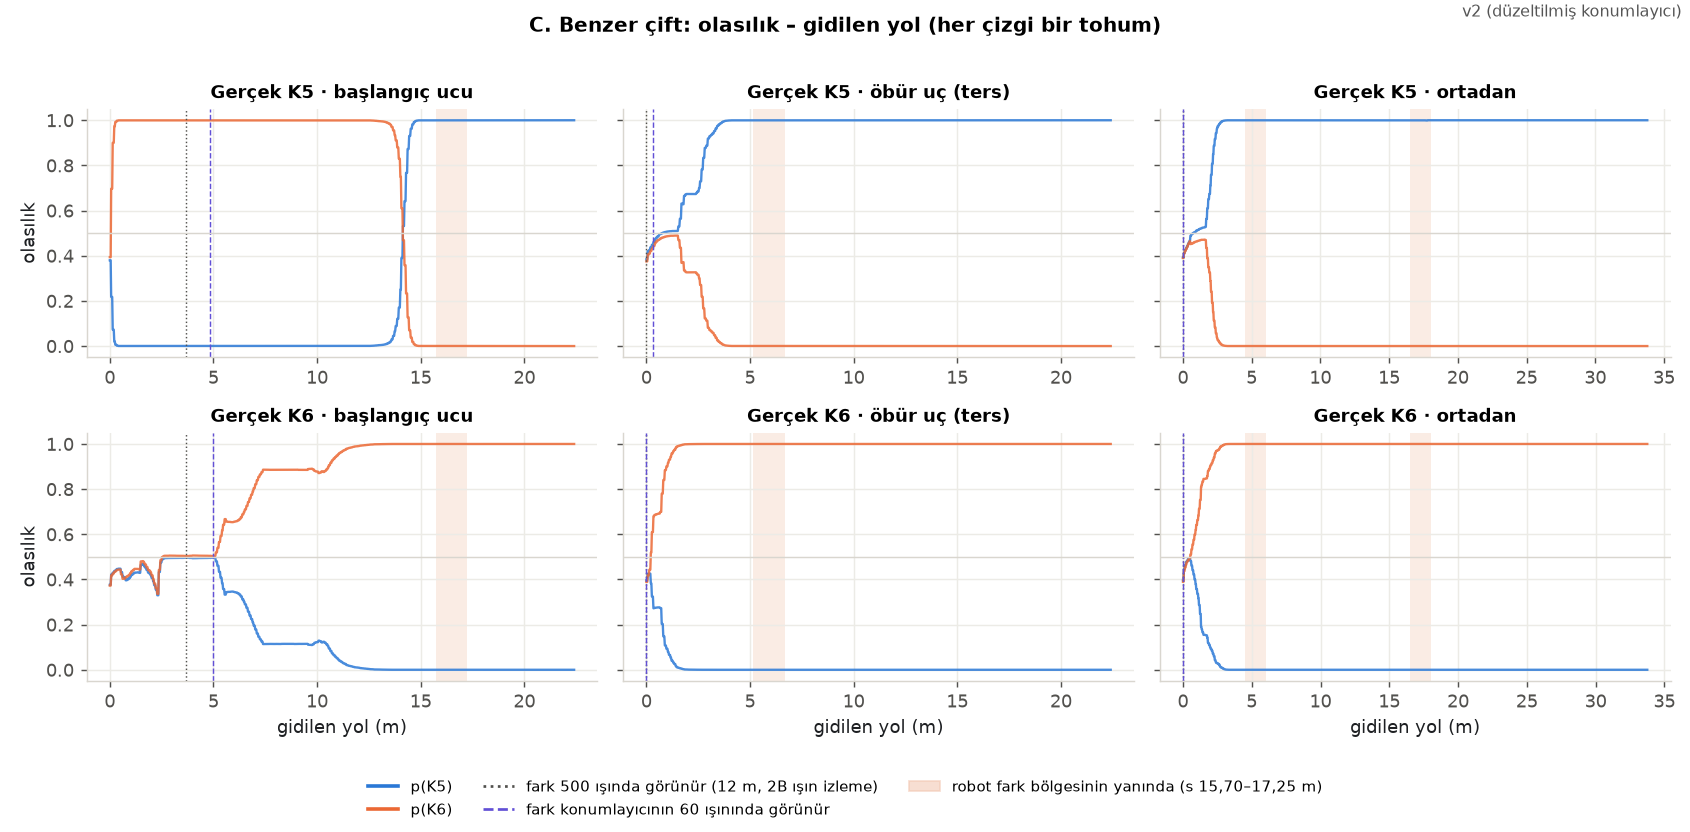 v2 (düzeltilmiş konumlayıcı)
C. Benzer çift: olasılık – gidilen yol (her çizgi bir tohum)
Gerçek K5 · başlangıç ucu
Gerçek K5 · öbür uç (ters)
Gerçek K5 · ortadan
olasılık
1.0
0.8
0.6
0.4
0.2
0.0
0 5 10 15 20
0 5 10 15 20
0 5 10 15 20 25 30 35
Gerçek K6 · başlangıç ucu
Gerçek K6 · öbür uç (ters)
Gerçek K6 · ortadan
olasılık
1.0
0.8
0.6
0.4
0.2
0.0
0 5 10 15 20
0 5 10 15 20
0 5 10 15 20 25 30 35
gidilen yol (m)
gidilen yol (m)
gidilen yol (m)
p(K5)
p(K6)
fark 500 ışında görünür (12 m, 2B ışın izleme)
fark konumlayıcının 60 ışınında görünür
robot fark bölgesinin yanında (s 15,70–17,25 m)